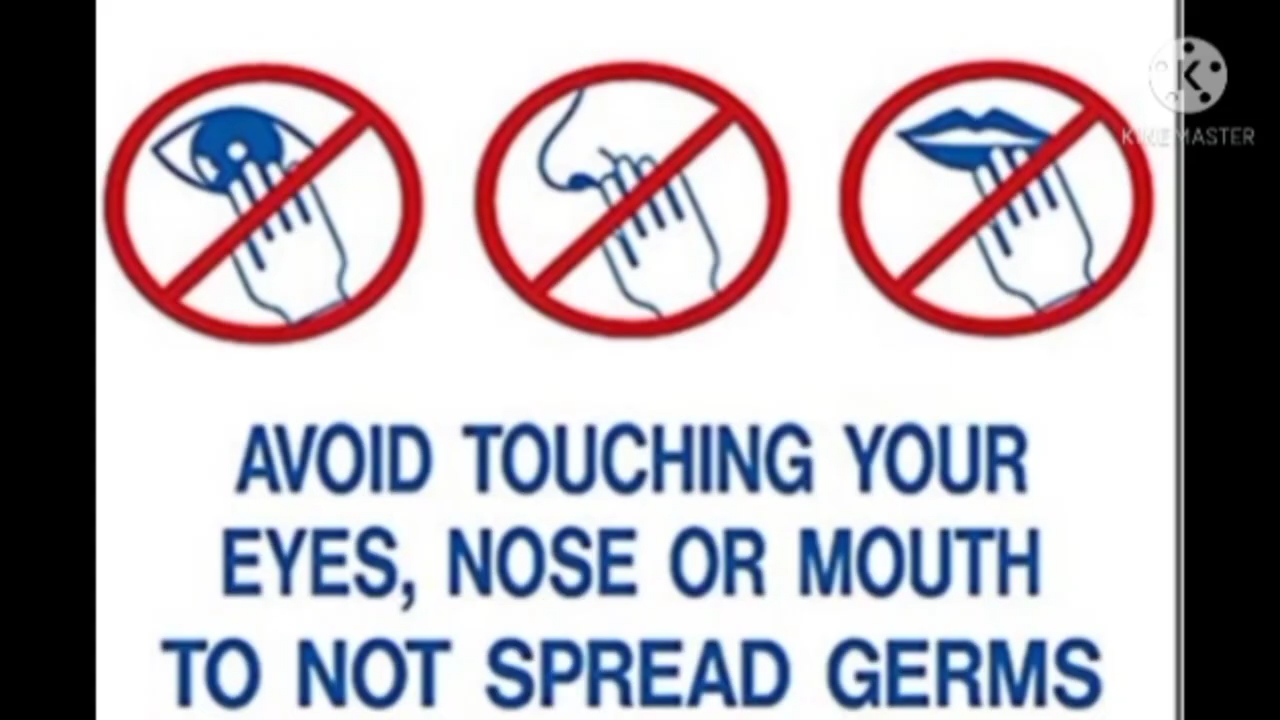 KINEMASTER
AVOID TOUCHING YOUR
EYES, NOSE OR MOUTH
TO NOT SPREAD GERMS